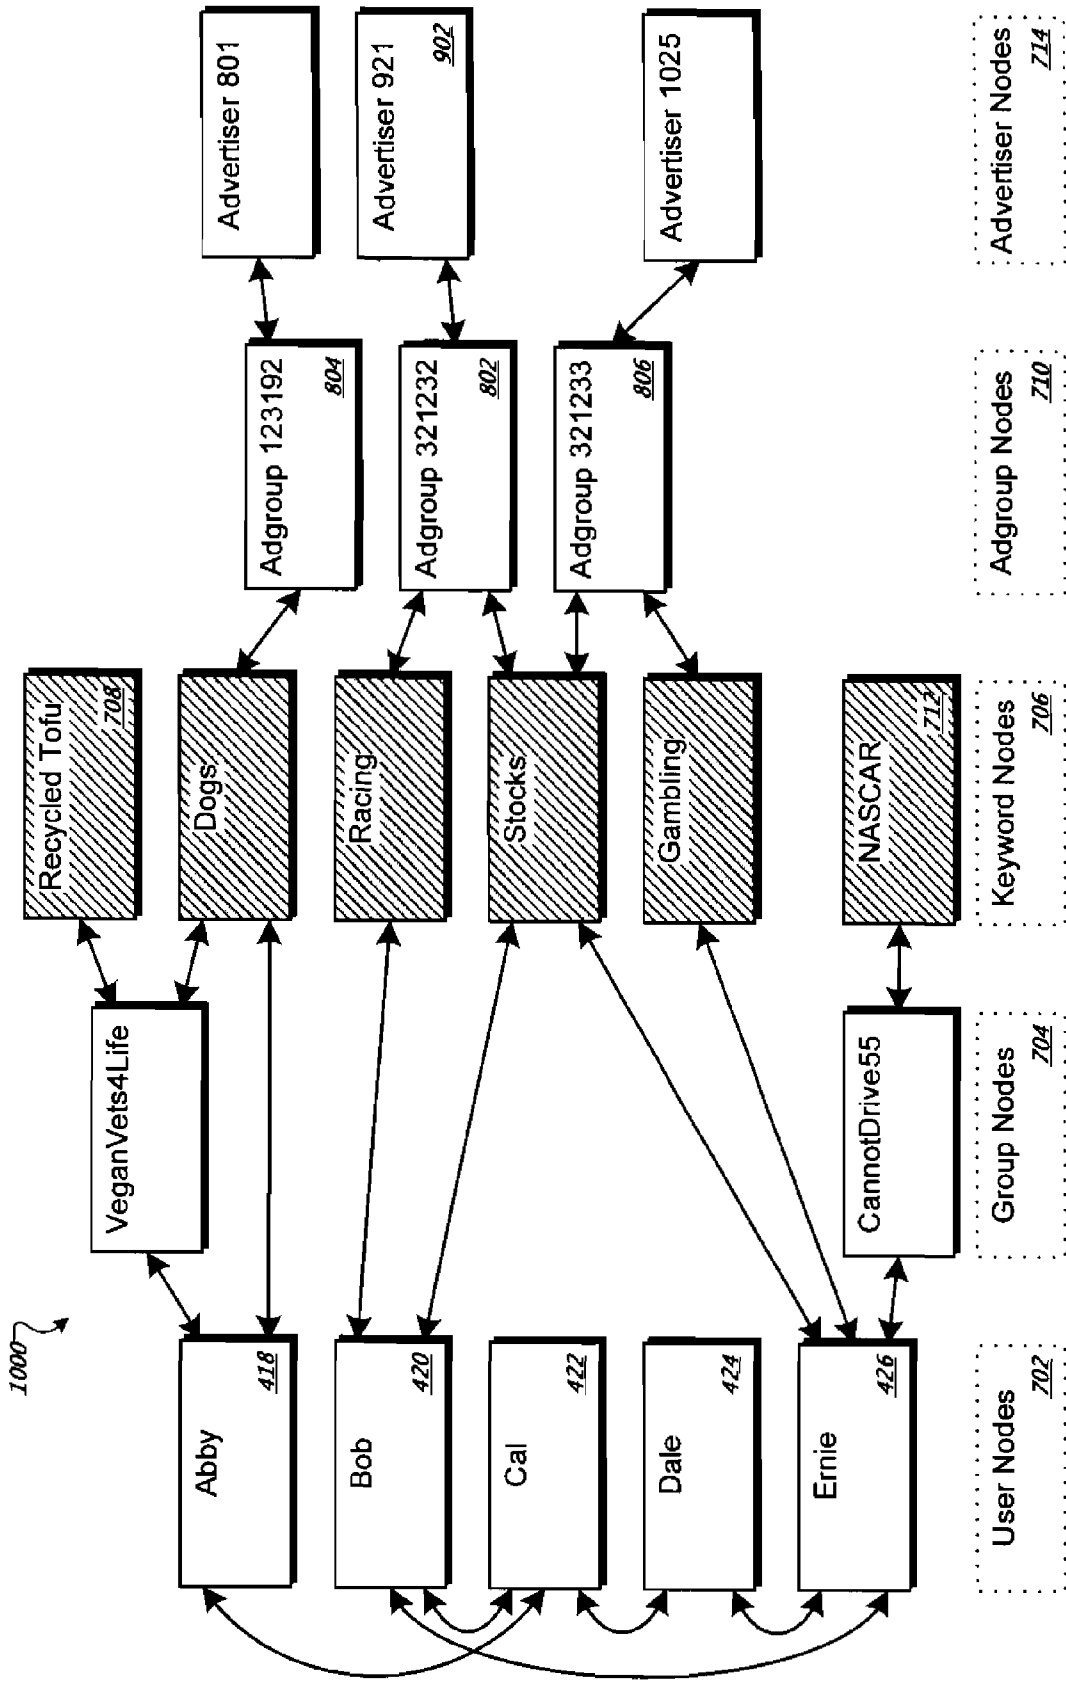 1000
Abby
418
Bob
420
Cal
422
Dale
424
Ernie
426
User Nodes
702
VeganVets4Life
CannotDrive55
Group Nodes
704
Recycled Tofu
708
Dogs
Racing
Stocks
Gambling
NASCAR
712
Keyword Nodes
706
Adgroup 123192
804
Adgroup 321232
802
Adgroup 321233
806
Adgroup Nodes
710
Advertiser 801
Advertiser 921
902
Advertiser 1025
Advertiser Nodes
714